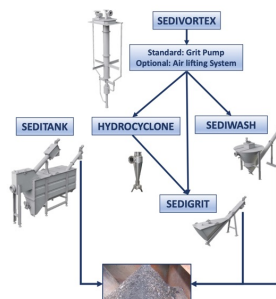 SEDIVORTEX
Standard: Grit Pump
Optional: Air lifting System
SEDITANK
HYDROCYCLONE
SEDIWASH
SEDIGRIT